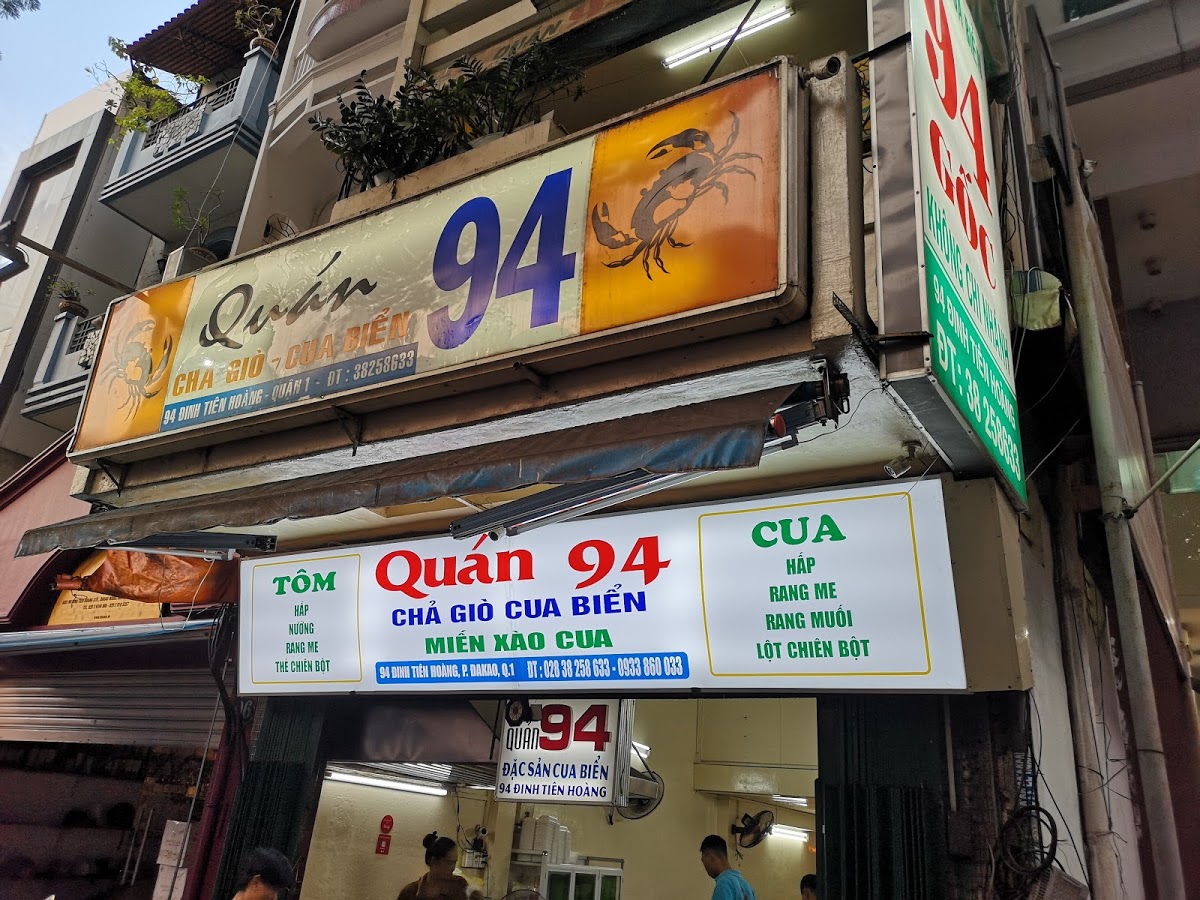 Quán 94
CHẢ GIÒ - CUA BIỂN
94 ĐINH TIÊN HOÀNG - QUẬN 1 - ĐT : 38258633
94
GỐC
KHÔNG CHI NHÁNH
94 ĐINH TIÊN HOÀNG
ĐT: 38 258633
TÔM
HẤP
NƯỚNG
RANG ME
THẺ CHIÊN BỘT
Quán 94
CHẢ GIÒ CUA BIỂN
MIẾN XÀO CUA
94 ĐINH TIÊN HOÀNG, P. ĐAKAO, Q.1 ĐT : 028 38 258 633 - 0933 860 033
CUA
HẤP
RANG ME
RANG MUỐI
LỘT CHIÊN BỘT
QUÁN 94
ĐẶC SẢN CUA BIỂN
94 ĐINH TIÊN HOÀNG